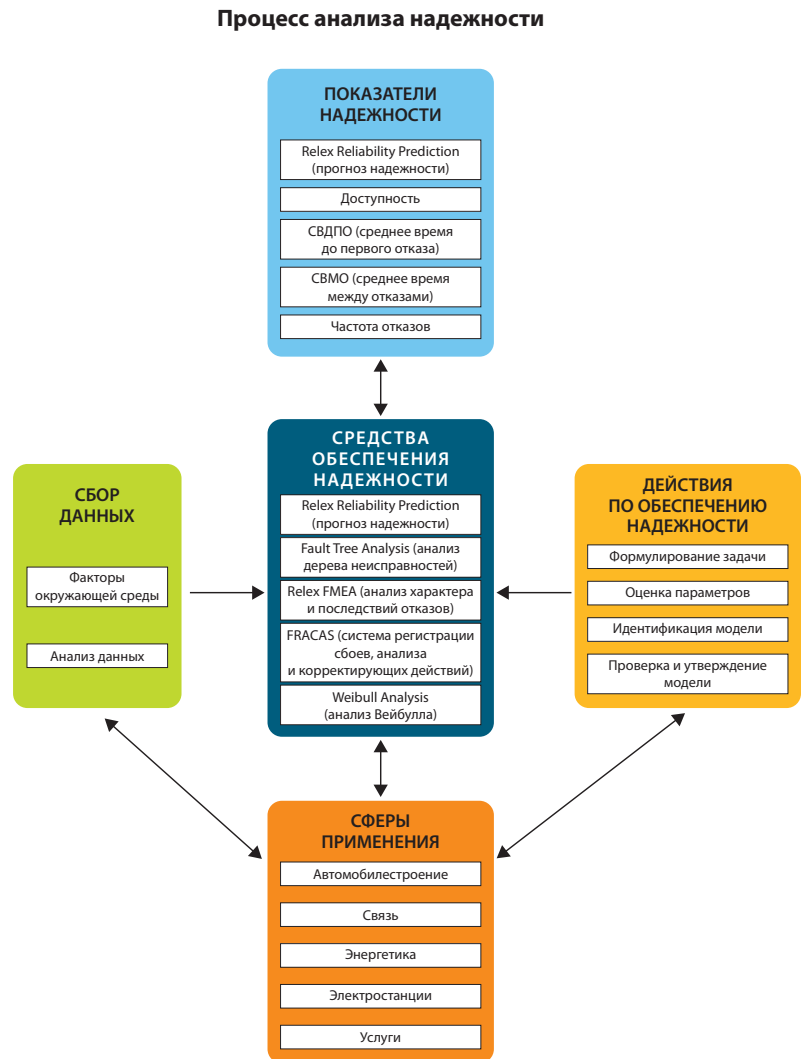 Процесс анализа надежности
ПОКАЗАТЕЛИ
НАДЕЖНОСТИ
Relex Reliability Prediction
(прогноз надежности)
Доступность
СВДПО (среднее время
до первого отказа)
СВМО (среднее время
между отказами)
Частота отказов
СБОР
ДАННЫХ
Факторы
окружающей среды
Анализ данных
СРЕДСТВА
ОБЕСПЕЧЕНИЯ
НАДЕЖНОСТИ
Relex Reliability Prediction
(прогноз надежности)
Fault Tree Analysis (анализ
дерева неисправностей)
Relex FMEA (анализ характера
и последствий отказов)
FRACAS (система регистрации
сбоев, анализа
и корректирующих действий)
Weibull Analysis
(анализ Вейбулла)
ДЕЙСТВИЯ
ПО ОБЕСПЕЧЕНИЮ
НАДЕЖНОСТИ
Формулирование задачи
Оценка параметров
Идентификация модели
Проверка и утверждение
модели
СФЕРЫ
ПРИМЕНЕНИЯ
Автомобилестроение
Связь
Энергетика
Электростанции
Услуги